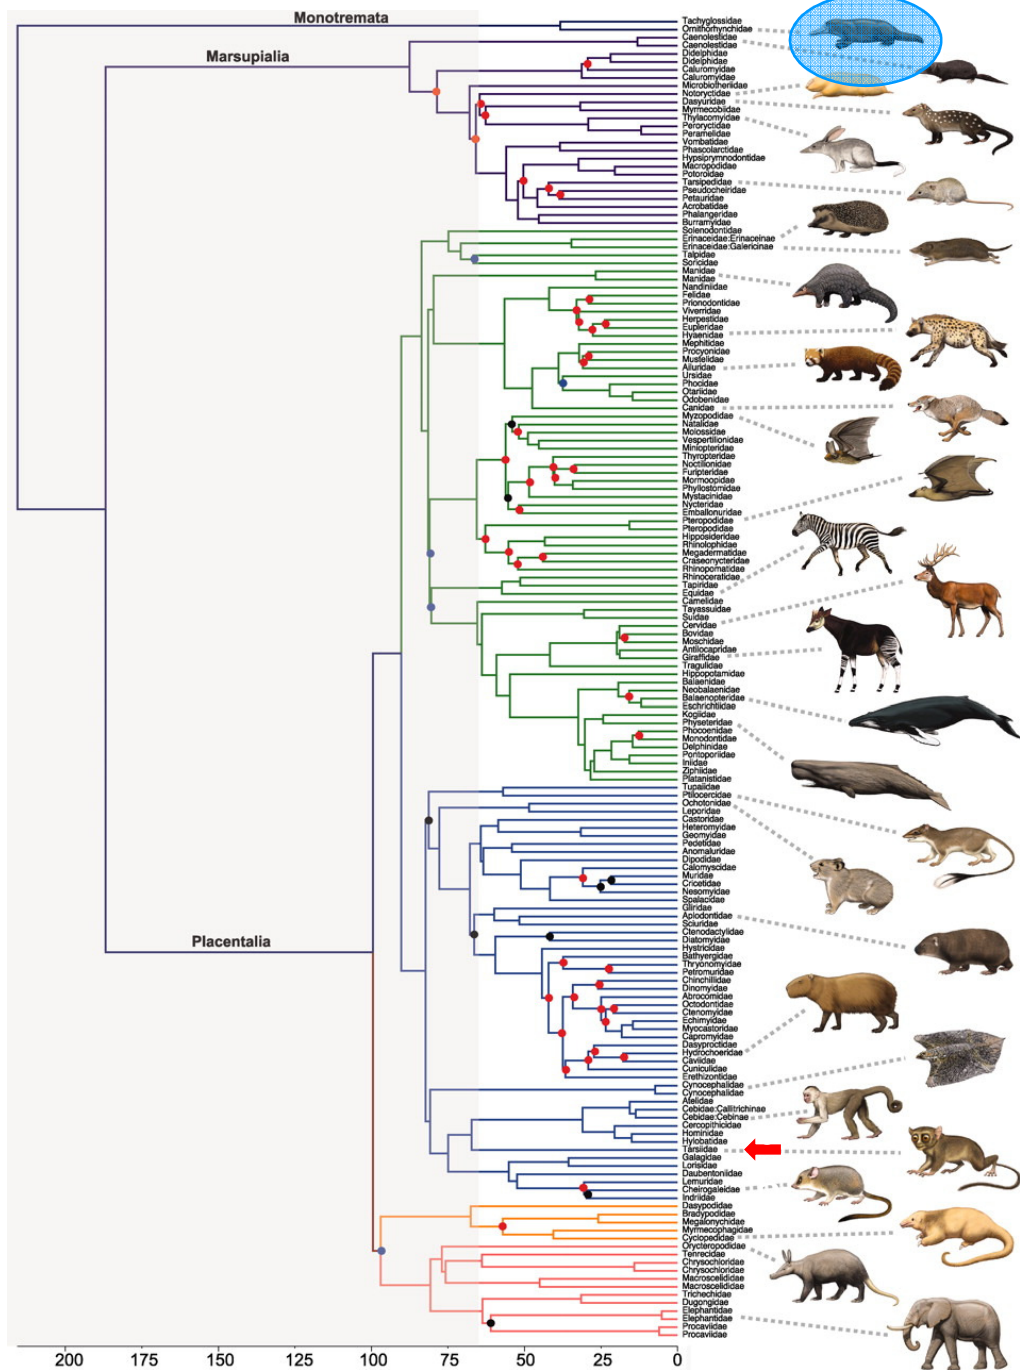 Monotremata
Marsupialia
Tachyglossidae
Ornithorhynchidae
Caenolestidae
Caenolestidae
Didelphidae
Didelphidae
Caluromyidae
Caluromyidae
Microbiotheriidae
Notoryctidae
Dasyuridae
Myrmecobiidae
Thylacomyidae
Peroryctidae
Peramelidae
Vombatidae
Phascolarctidae
Hypsiprymnodontidae
Macropodidae
Potoroidae
Tarsipedidae
Pseudocheiridae
Petauridae
Acrobatidae
Phalangeridae
Burramyidae
Solenodontidae
Erinaceidae:Erinaceinae
Erinaceidae:Galericinae
Talpidae
Soricidae
Manidae
Manidae
Nandiniidae
Felidae
Prionodontidae
Viverridae
Herpestidae
Eupleridae
Hyaenidae
Mephitidae
Procyonidae
Mustelidae
Ailuridae
Ursidae
Phocidae
Otariidae
Odobenidae
Canidae
Myzopodidae
Natalidae
Molossidae
Vespertilionidae
Miniopteridae
Thyropteridae
Noctilionidae
Furipteridae
Mormoopidae
Phyllostomidae
Mystacinidae
Nycteridae
Emballonuridae
Pteropodidae
Pteropodidae
Hipposideridae
Rhinolophidae
Megadermatidae
Craseonycteridae
Rhinopomatidae
Rhinocerotidae
Tapiridae
Equidae
Camelidae
Tayassuidae
Suidae
Cervidae
Bovidae
Moschidae
Antilocapridae
Giraffidae
Tragulidae
Hippopotamidae
Balaenidae
Neobalaenidae
Balaenopteridae
Eschrichtiidae
Kogiidae
Physeteridae
Phocoenidae
Monodontidae
Delphinidae
Pontoporiidae
Iniidae
Ziphiidae
Platanistidae
Tupaiidae
Ptilocercidae
Ochotonidae
Leporidae
Castoridae
Heteromyidae
Geomyidae
Pedetidae
Anomaluridae
Dipodidae
Calomyscidae
Muridae
Cricetidae
Nesomyidae
Spalacidae
Gliridae
Aplodontidae
Sciuridae
Ctenodactylidae
Diatomyidae
Placentalia
Hystricidae
Bathyergidae
Thryonomyidae
Petromuridae
Chinchillidae
Dinomyidae
Abrocomidae
Octodontidae
Ctenomyidae
Echimyidae
Myocastoridae
Capromyidae
Dasyproctidae
Hydrochoeridae
Caviidae
Cuniculidae
Erethizontidae
Cynocephalidae
Cynocephalidae
Atelidae
Cebidae:Callitrichinae
Cebidae:Cebinae
Cercopithicidae
Hominidae
Hylobatidae
Tarsiidae
Galagidae
Lorisidae
Daubentoniidae
Lemuridae
Cheirogaleidae
Indriidae
Dasypodidae
Bradypodidae
Megalonychidae
Myrmecophagidae
Cyclopedidae
Orycteropodidae
Tenrecidae
Chrysochloridae
Chrysochloridae
Macroscelididae
Macroscelididae
Trichechidae
Dugongidae
Elephantidae
Elephantidae
Procaviidae
Procaviidae
200 175 150 125 100 75 50 25 0